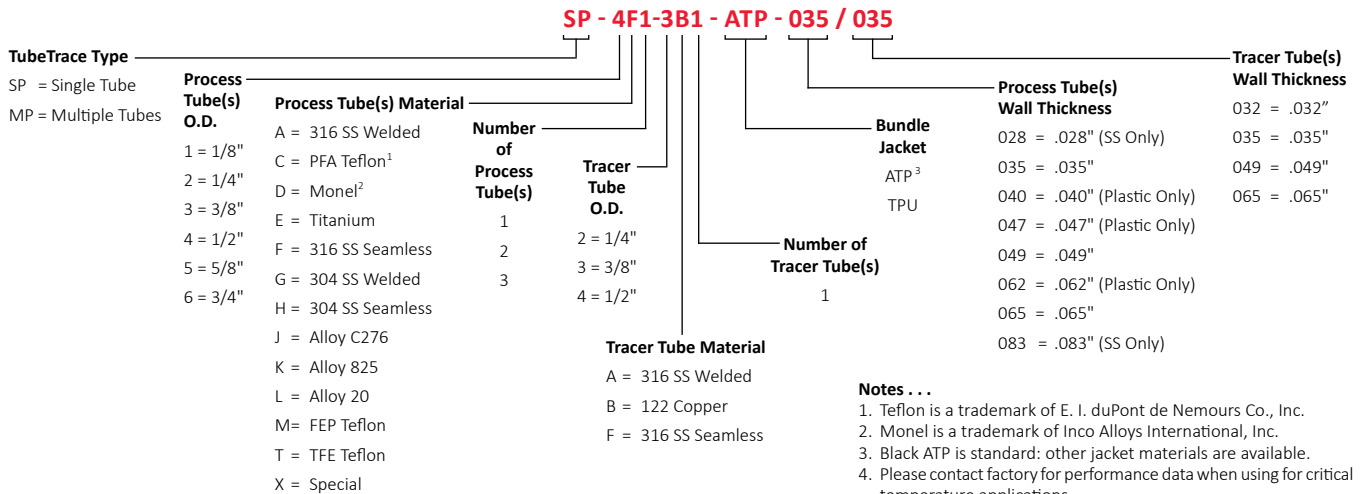 SP - 4F1-3B1 - ATP - 035 / 035
TubeTrace Type
SP = Single Tube
MP = Multiple Tubes
Process
Tube(s)
O.D.
1 = 1/8"
2 = 1/4"
3 = 3/8"
4 = 1/2"
5 = 5/8"
6 = 3/4"
Process Tube(s) Material
A = 316 SS Welded
C = PFA Teflon1
D = Monel2
E = Titanium
F = 316 SS Seamless
G = 304 SS Welded
H = 304 SS Seamless
J = Alloy C276
K = Alloy 825
L = Alloy 20
M= FEP Teflon
T = TFE Teflon
X = Special
Number
of
Process
Tube(s)
1
2
3
Tracer
Tube
O.D.
2 = 1/4"
3 = 3/8"
4 = 1/2"
Tracer Tube Material
A = 316 SS Welded
B = 122 Copper
F = 316 SS Seamless
Number of
Tracer Tube(s)
1
Bundle
Jacket
ATP 3
TPU
Process Tube(s)
Wall Thickness
028 = .028" (SS Only)
035 = .035"
040 = .040" (Plastic Only)
047 = .047" (Plastic Only)
049 = .049"
062 = .062" (Plastic Only)
065 = .065"
083 = .083" (SS Only)
Tracer Tube(s)
Wall Thickness
032 = .032”
035 = .035"
049 = .049"
065 = .065"
Notes . . .
1. Teflon is a trademark of E. I. duPont de Nemours Co., Inc.
2. Monel is a trademark of Inco Alloys International, Inc.
3. Black ATP is standard: other jacket materials are available.
4. Please contact factory for performance data when using for critical
temperature applications